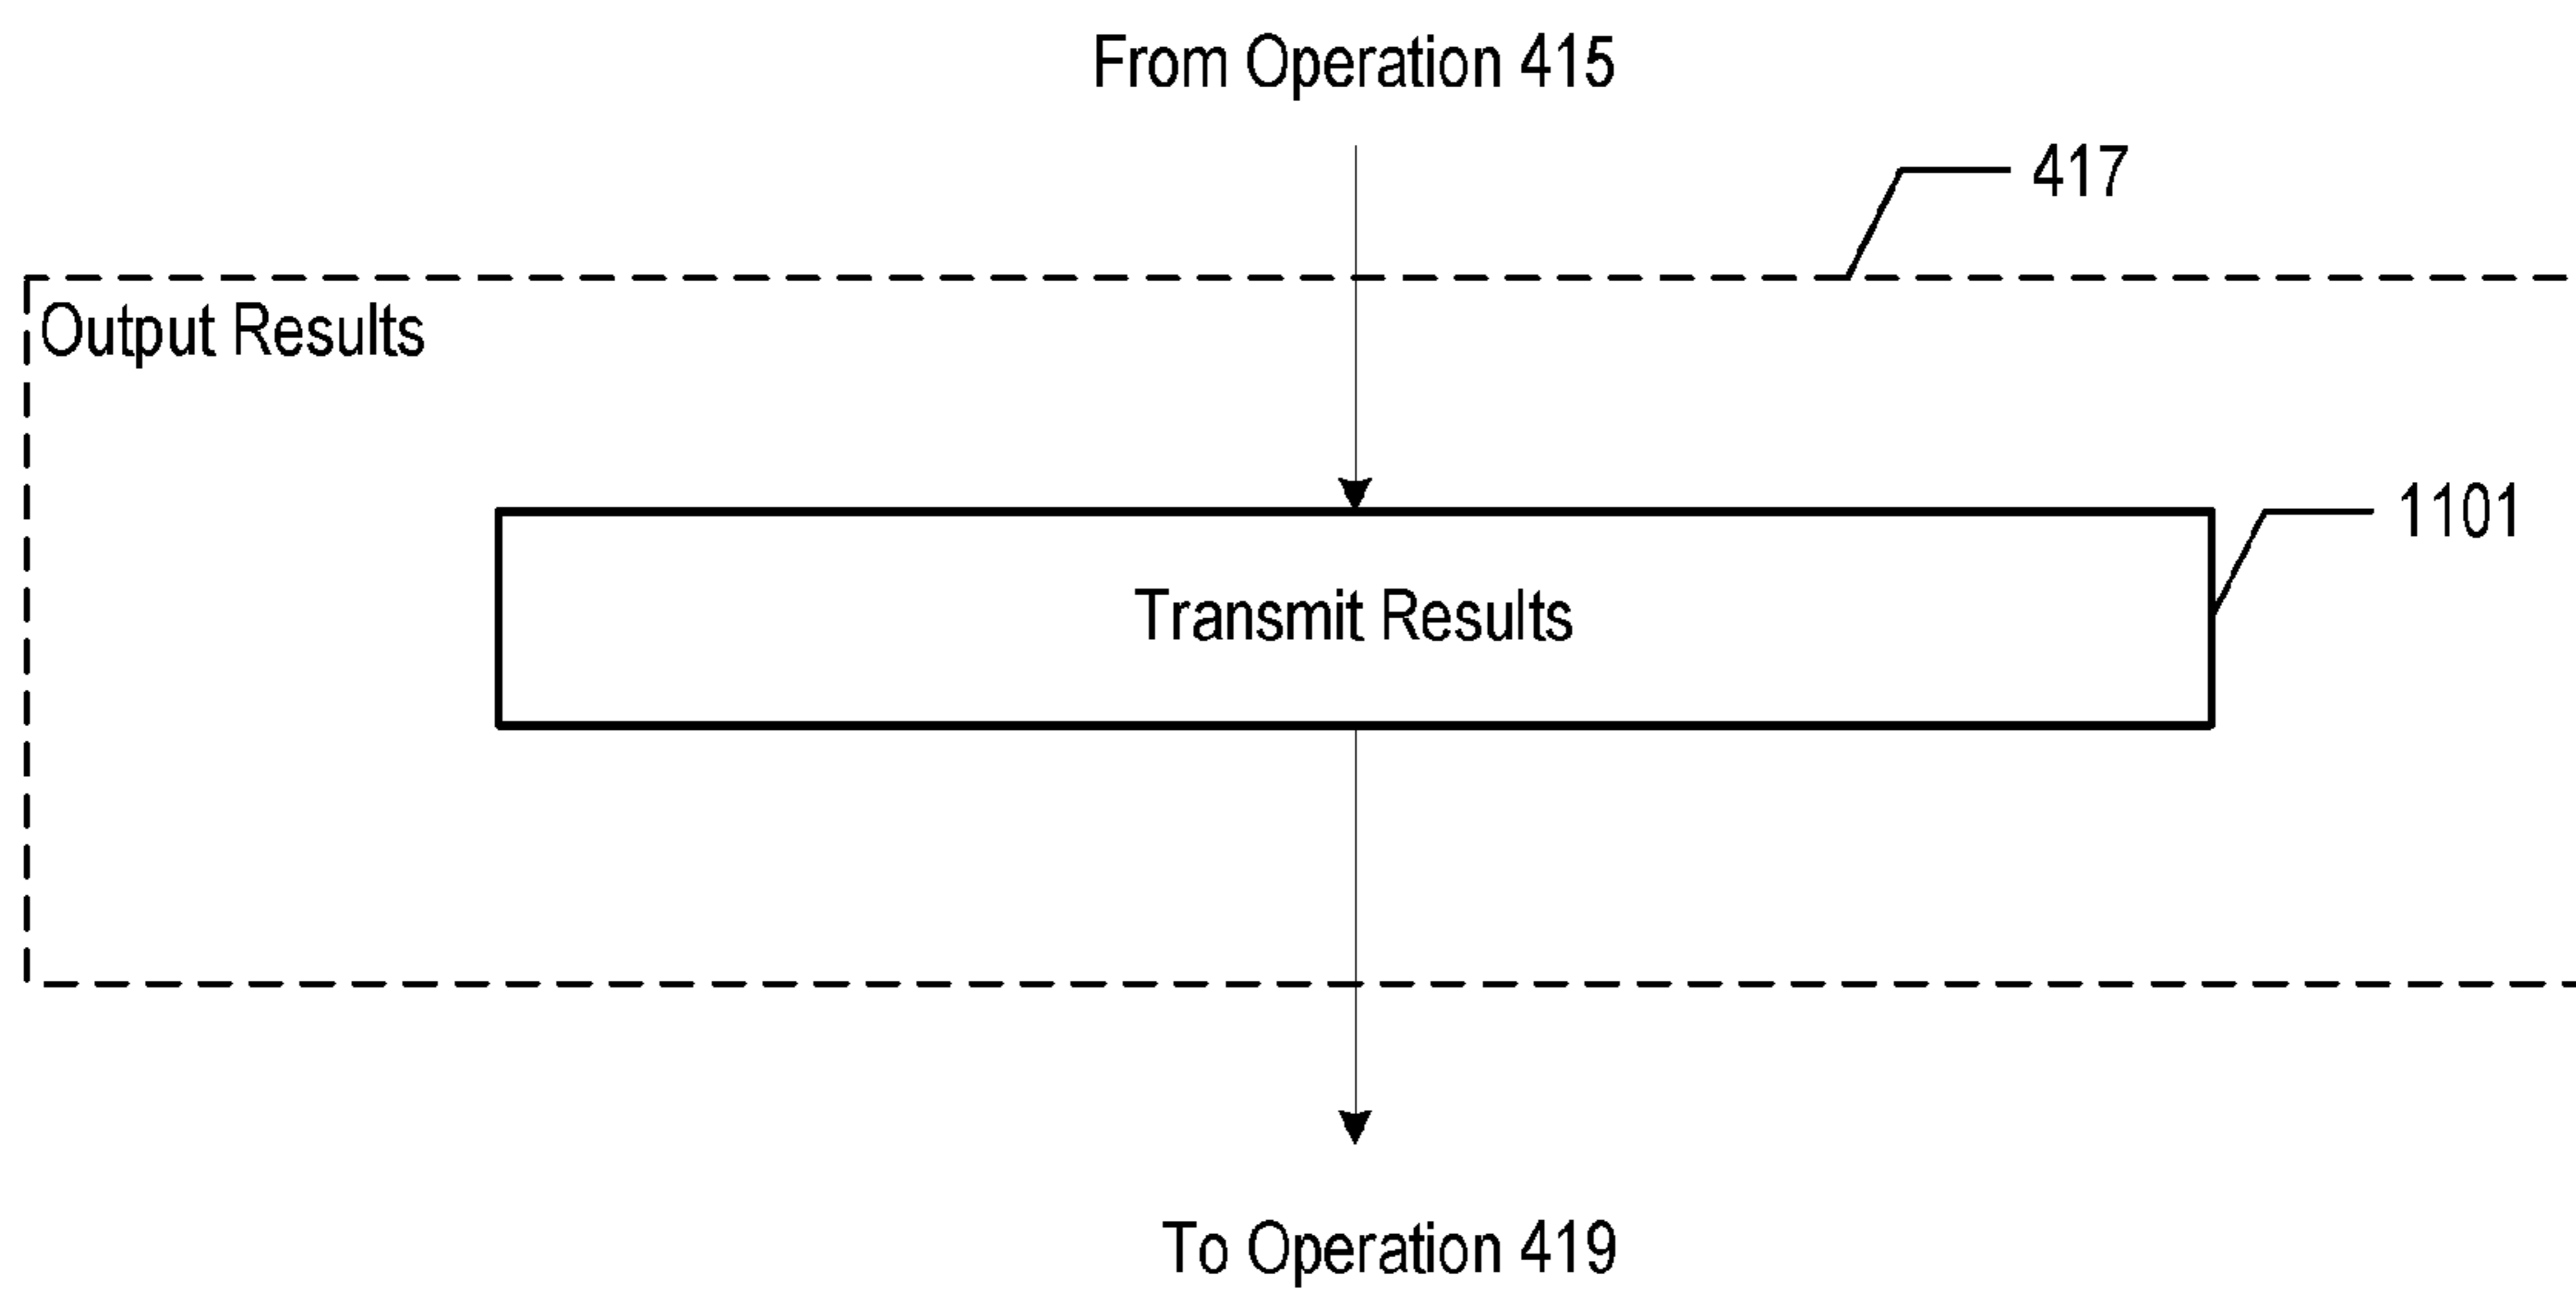 From Operation 415
417
Output Results
1101
Transmit Results
To Operation 419